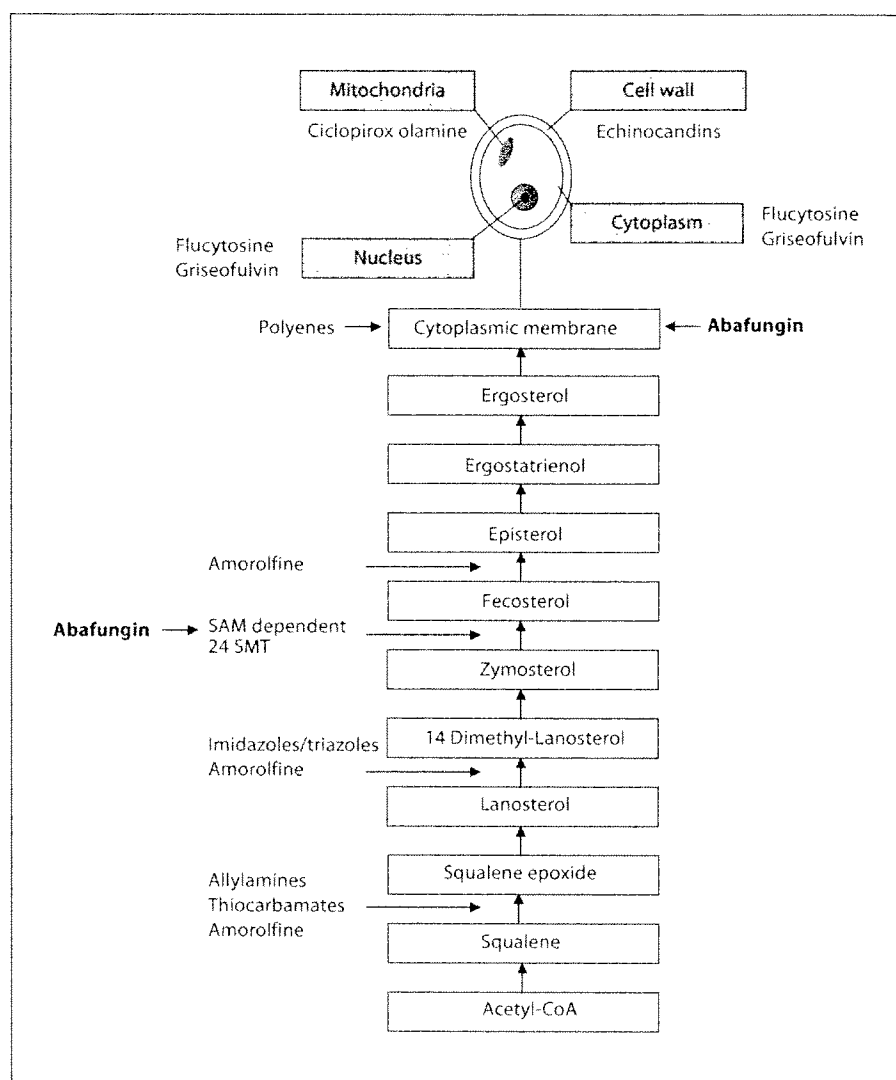 Mitochondria
Cell wall
Ciclopirox olamine
Echinocandins
Cytoplasm
Flucytosine
Griseofulvin
Flucytosine
Griseofulvin
Nucleus
Polyenes
Cytoplasmic membrane
Abafungin
Ergosterol
Ergostatrienol
Episterol
Amorolfine
Fecosterol
Abafungin
SAM dependent
24 SMT
Zymosterol
14 Dimethyl-Lanosterol
Imidazoles/triazoles
Amorolfine
Lanosterol
Squalene epoxide
Allylamines
Thiocarbamates
Amorolfine
Squalene
Acetyl-CoA